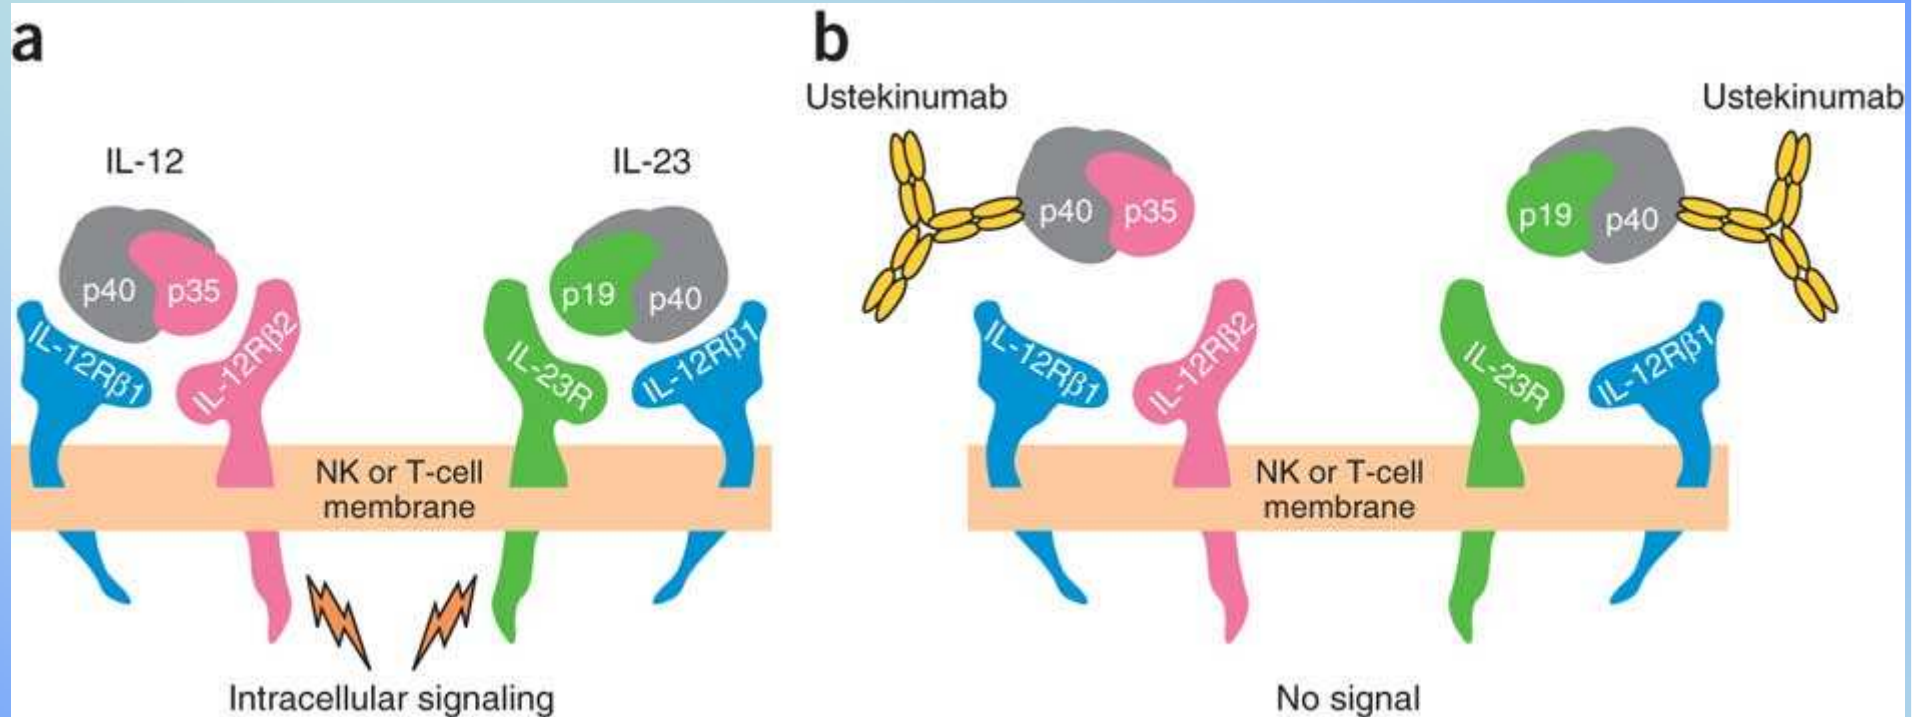 a
IL-12
IL-23
p40
p35
p19
p40
IL-12Rβ1
IL-12Rβ2
IL-23R
IL-12Rβ1
NK or T-cell
membrane
Intracellular signaling
b
Ustekinumab
Ustekinumab
p40
p35
p19
p40
IL-12Rβ1
IL-12Rβ2
IL-23R
IL-12Rβ1
NK or T-cell
membrane
No signal